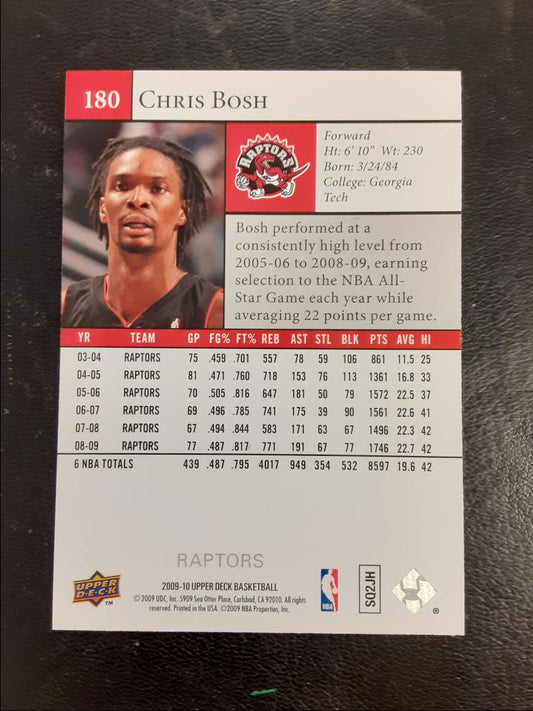 180 CHRIS BOSH
RAPTORS
Forward
Ht: 6' 10" Wt: 230
Born: 3/24/84
College: Georgia
Tech
Bosh performed at a
consistently high level from
2005-06 to 2008-09, earning
selection to the NBA All-
Star Game each year while
averaging 22 points per game.
YR TEAM GP FG% FT% REB AST STL BLK PTS AVG HI
03-04 RAPTORS 75 .459 .701 557 78 59 106 861 11.5 25
04-05 RAPTORS 81 .471 .760 718 153 76 113 1361 16.8 33
05-06 RAPTORS 70 .505 .816 647 181 50 79 1572 22.5 37
06-07 RAPTORS 69 .496 .785 741 175 39 90 1561 22.6 41
07-08 RAPTORS 67 .494 .844 583 171 63 67 1496 22.3 42
08-09 RAPTORS 77 .487 .817 771 191 67 77 1746 22.7 42
6 NBA TOTALS 439 .487 .795 4017 949 354 532 8597 19.6 42
RAPTORS
UPPER DECK ™
2009-10 UPPER DECK BASKETBALL
© 2009 UDC, Inc. 5909 Sea Otter Place, Carlsbad, CA 92010. All rights
reserved. Printed in the USA. ©2009 NBA Properties, Inc.
NBA
SQ2JH
®